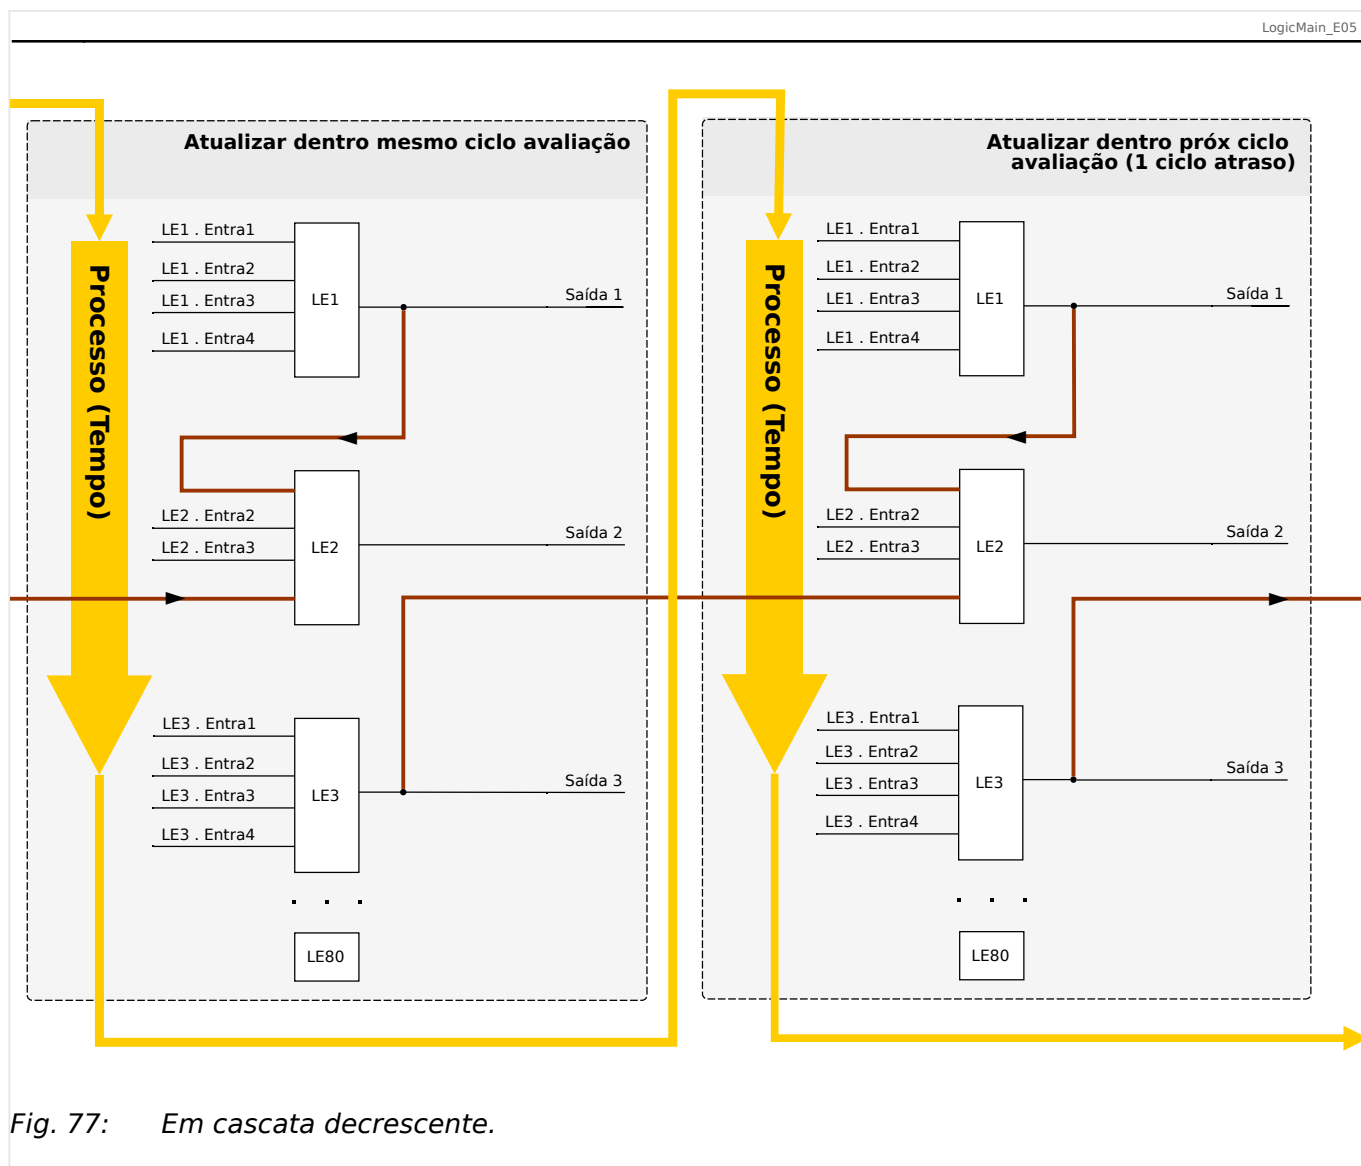 LogicMain_E05
Atualizar dentro mesmo ciclo avaliação
Processo (Tempo)
LE1 . Entra1
LE1 . Entra2
LE1 . Entra3
LE1 . Entra4
LE1
Saída 1
LE2 . Entra2
LE2 . Entra3
LE2
Saída 2
LE3 . Entra1
LE3 . Entra2
LE3 . Entra3
LE3 . Entra4
LE3
Saída 3
. . .
LE80
Atualizar dentro próx ciclo
avaliação (1 ciclo atraso)
Processo (Tempo)
LE1 . Entra1
LE1 . Entra2
LE1 . Entra3
LE1 . Entra4
LE1
Saída 1
LE2 . Entra2
LE2 . Entra3
LE2
Saída 2
LE3 . Entra1
LE3 . Entra2
LE3 . Entra3
LE3 . Entra4
LE3
Saída 3
. . .
LE80
Fig. 77: Em cascata decrescente.